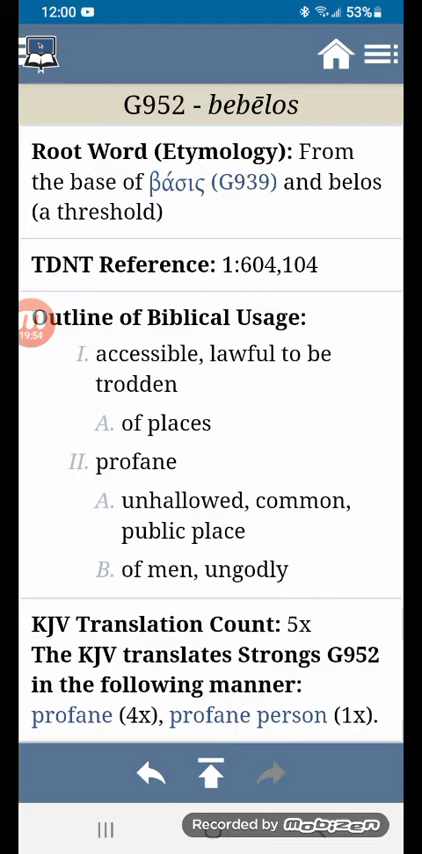 12:00 53%
G952 - bebēlos
Root Word (Etymology): From
the base of βάσις (G939) and belos
(a threshold)
TDNT Reference: 1:604,104
Outline of Biblical Usage:
19:54
I. accessible, lawful to be
trodden
A. of places
II. profane
A. unhallowed, common,
public place
B. of men, ungodly
KJV Translation Count: 5x
The KJV translates Strongs G952
in the following manner:
profane (4x), profane person (1x).
Recorded by mobizen